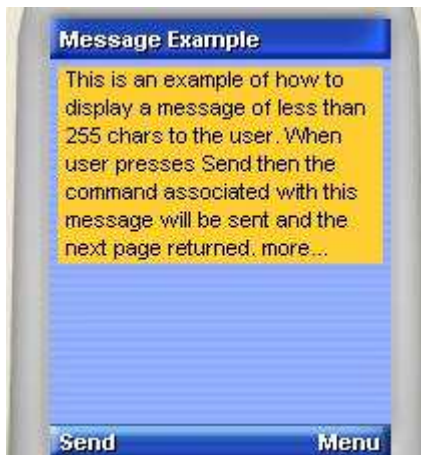 Message Example
This is an example of how to
display a message of less than
255 chars to the user. When
user presses Send then the
command associated with this
message will be sent and the
next page returned. more...
Send Menu